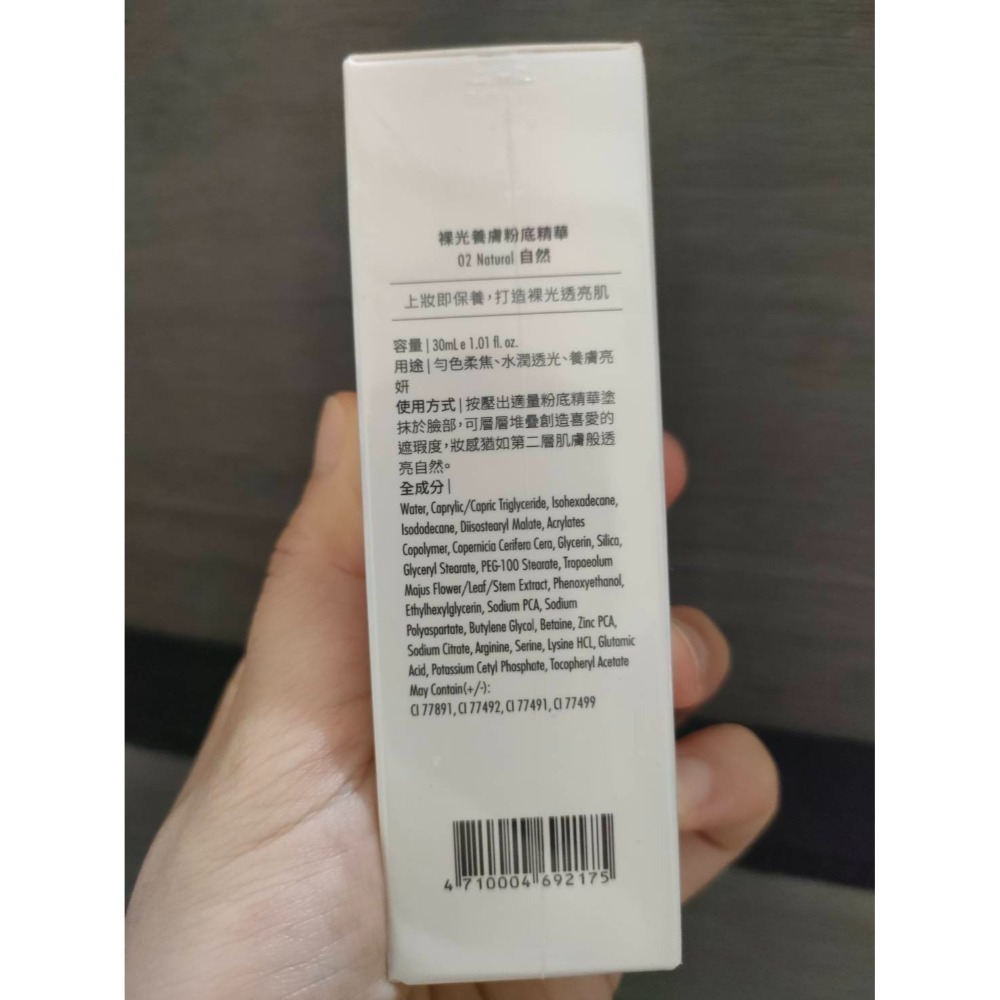 裸光養膚粉底精華
02 Natural 自然
上妝即保養,打造裸光透亮肌
容量 | 30mL e 1.01 fl. oz.
用途 | 勻色柔焦、水潤透光、養膚亮
妍
使用方式 | 按壓出適量粉底精華塗
抹於臉部,可層層堆疊創造喜愛的
遮瑕度,妝感猶如第二層肌膚般透
亮自然。
全成分 |
Water, Caprylic/Capric Triglyceride, Isohexadecane,
Isododecane, Diisostearyl Malate, Acrylates
Copolymer, Copernicia Cerifera Cera, Glycerin, Silica,
Glyceryl Stearate, PEG-100 Stearate, Tropaeolum
Majus Flower/Leaf/Stem Extract, Phenoxyethanol,
Ethylhexylglycerin, Sodium PCA, Sodium
Polyaspartate, Butylene Glycol, Betaine, Zinc PCA,
Sodium Citrate, Arginine, Serine, Lysine HCL, Glutamic
Acid, Potassium Cetyl Phosphate, Tocopheryl Acetate
May Contain(+/-):
CI 77891, CI 77492, CI 77491, CI 77499
4 710004 692175